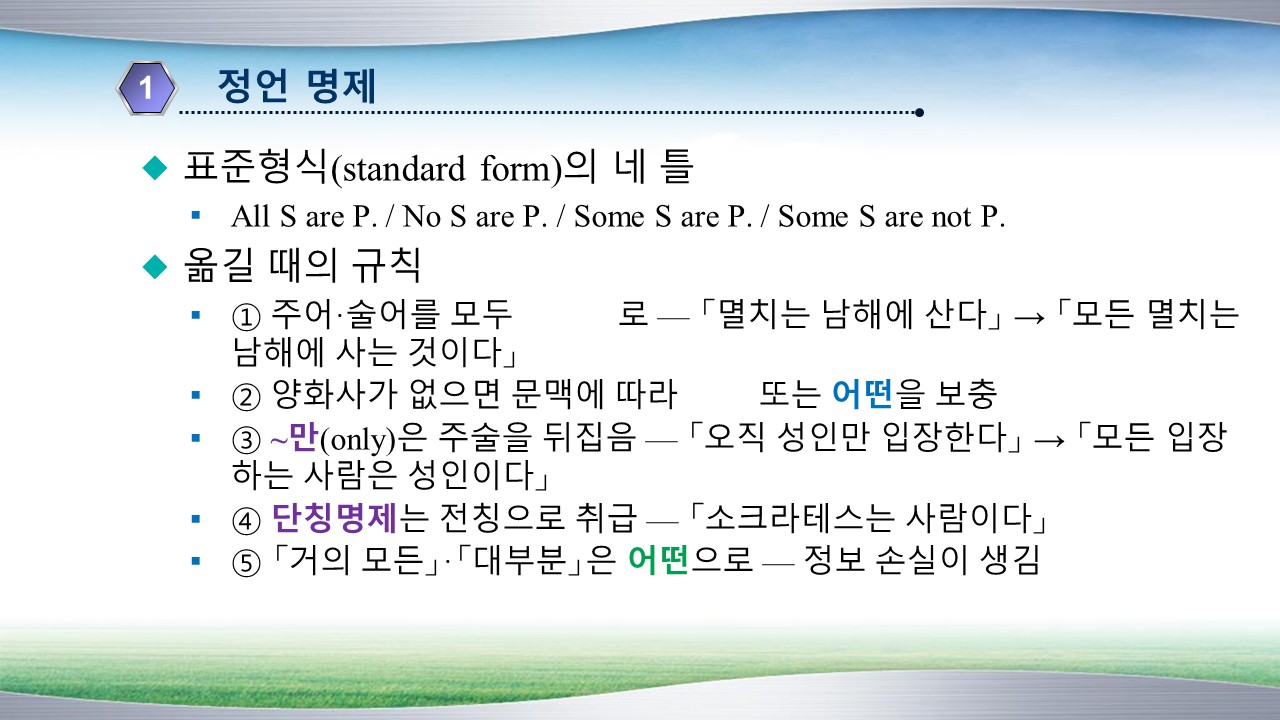 1 정언 명제
표준형식(standard form)의 네 틀
All S are P. / No S are P. / Some S are P. / Some S are not P.
옮길 때의 규칙
① 주어·술어를 모두 로 — 「멸치는 남해에 산다」 → 「모든 멸치는
남해에 사는 것이다」
② 양화사가 없으면 문맥에 따라 또는 어떤을 보충
③ ~만(only)은 주술을 뒤집음 — 「오직 성인만 입장한다」 → 「모든 입장
하는 사람은 성인이다」
④ 단칭명제는 전칭으로 취급 — 「소크라테스는 사람이다」
⑤ 「거의 모든」·「대부분」은 어떤으로 — 정보 손실이 생김